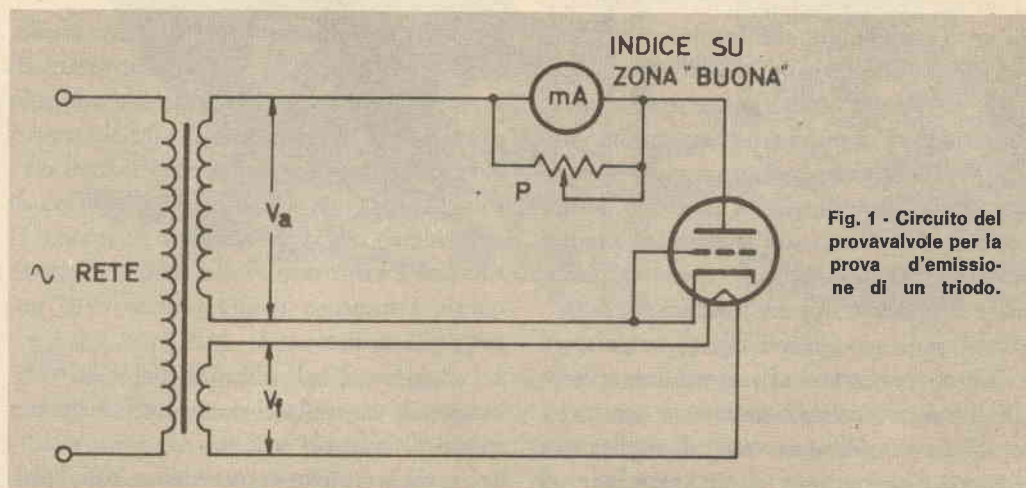 INDICE SU
ZONA "BUONA"
mA
P
Va
∿ RETE
Vf
Fig. 1 - Circuito del
provavalvole per la
prova d'emissio-
ne di un triodo.